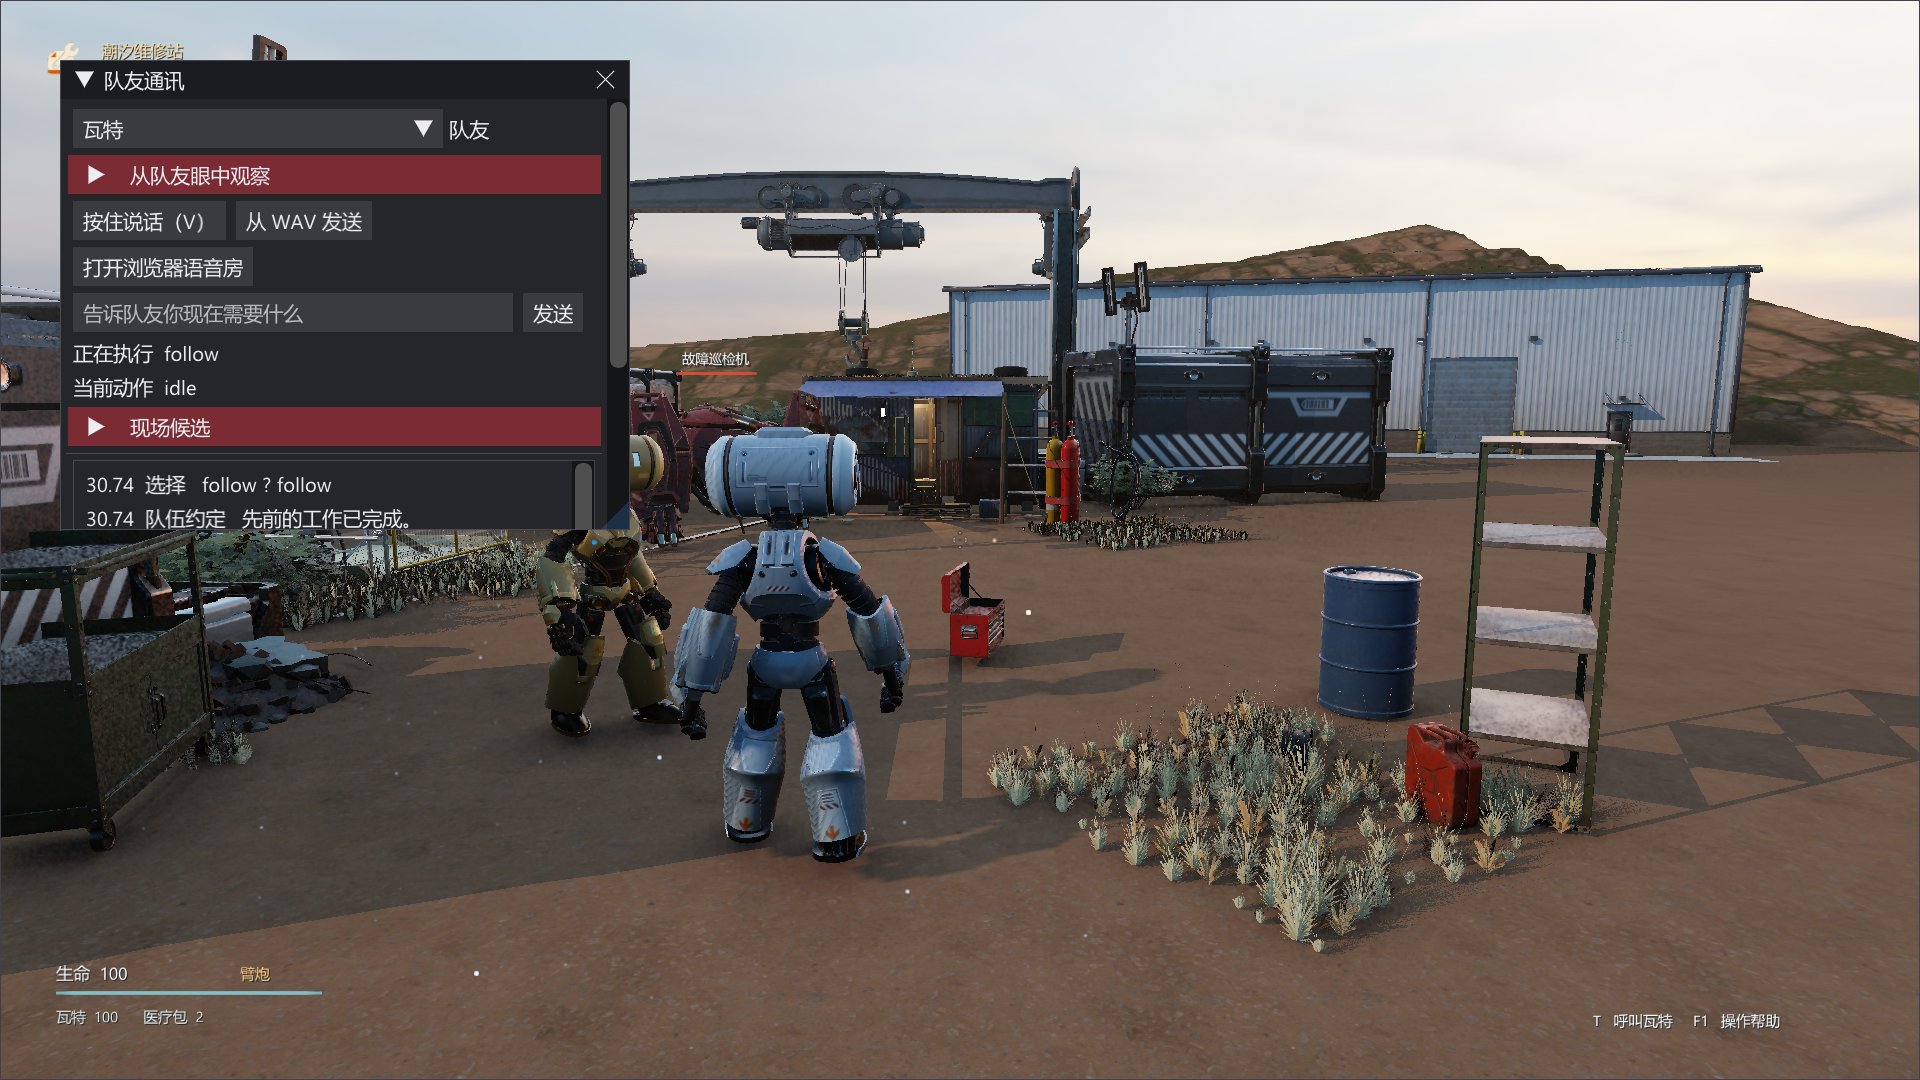 潮汐维修站
队友通讯
瓦特 队友
从队友眼中观察
按住说话（V） 从 WAV 发送
打开浏览器语音房
告诉队友你现在需要什么 发送
正在执行 follow
当前动作 idle
现场候选
30.74 选择 follow ? follow
30.74 队伍约定 先前的工作已完成。
故障巡检机
生命 100 臂炮
瓦特 100 医疗包 2
T 呼叫瓦特 F1 操作帮助